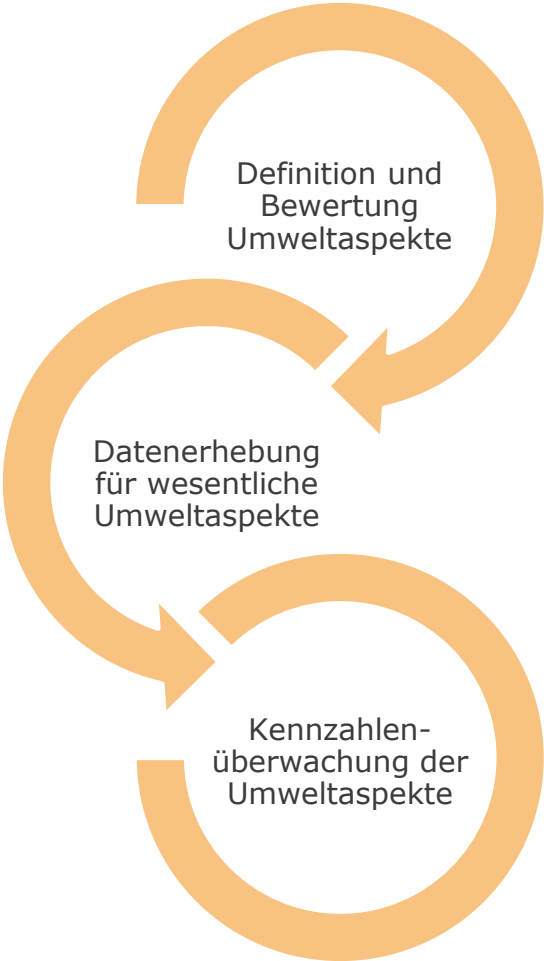 Definition und
Bewertung
Umweltaspekte
Datenerhebung
für wesentliche
Umweltaspekte
Kennzahlen-
überwachung der
Umweltaspekte